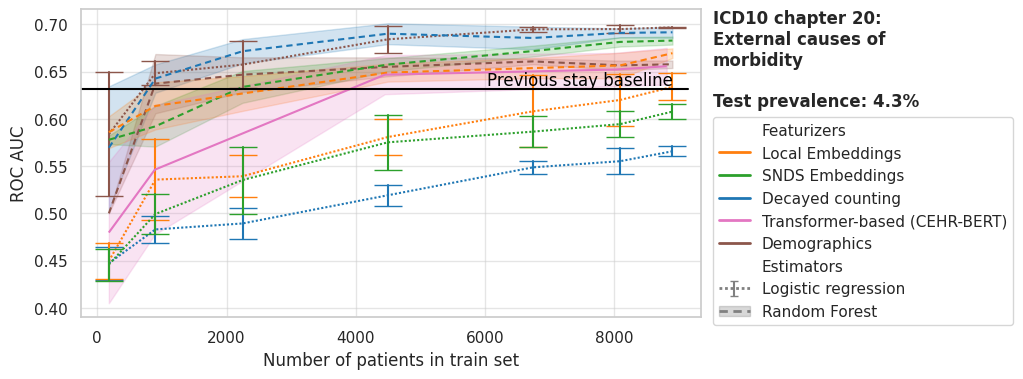 ROC AUC
0.70
0.65
0.60
0.55
0.50
0.45
0.40
Previous stay baseline
0
2000
4000
6000
8000
Number of patients in train set
ICD10 chapter 20:
External causes of
morbidity
Test prevalence: 4.3%
Featurizers
Local Embeddings
SNDS Embeddings
Decayed counting
Transformer-based (CEHR-BERT)
Demographics
Estimators
Logistic regression
Random Forest